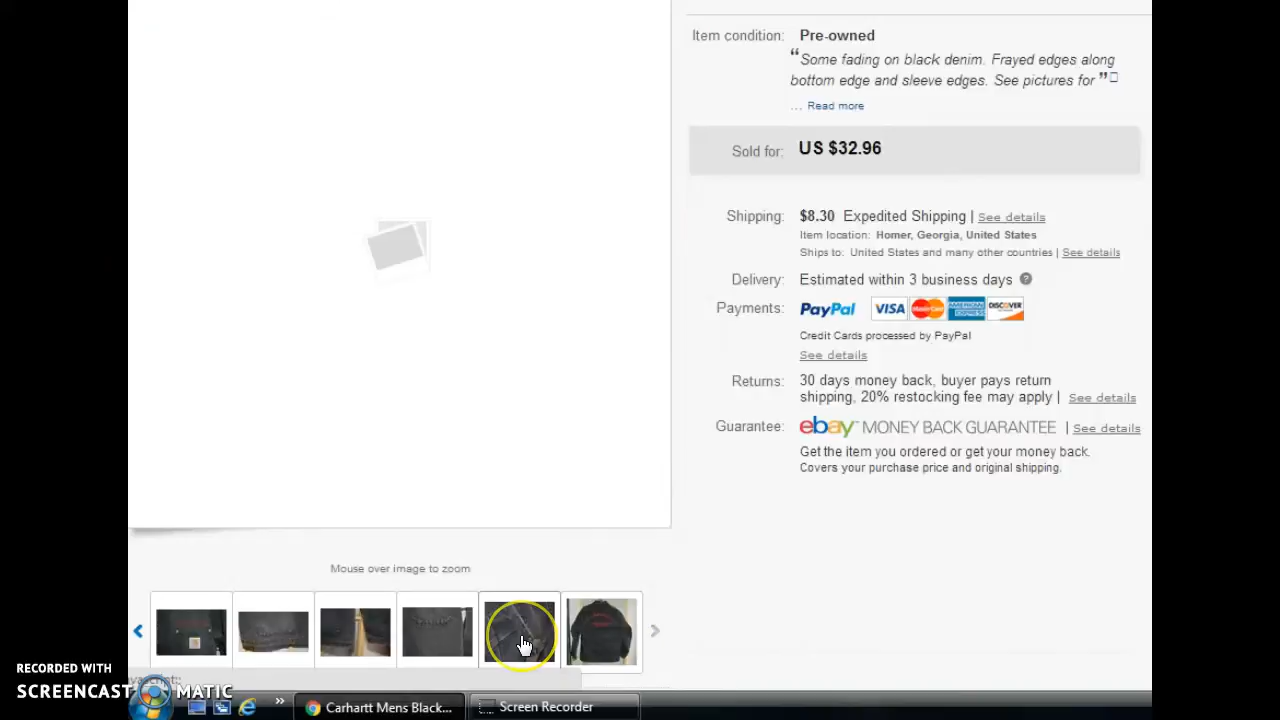 Item condition: Pre-owned
“Some fading on black denim. Frayed edges along
bottom edge and sleeve edges. See pictures for ”
... Read more
Sold for: US $32.96
Shipping: $8.30 Expedited Shipping | See details
Item location: Homer, Georgia, United States
Ships to: United States and many other countries | See details
Delivery: Estimated within 3 business days ?
Payments: PayPal VISA MasterCard AMERICAN EXPRESS DISCOVER
Credit Cards processed by PayPal
See details
Returns: 30 days money back, buyer pays return
shipping, 20% restocking fee may apply | See details
Guarantee: ebay™ MONEY BACK GUARANTEE | See details
Get the item you ordered or get your money back.
Covers your purchase price and original shipping.
Mouse over image to zoom
RECORDED WITH
SCREENCAST MATIC
» Carhartt Mens Black... Screen Recorder